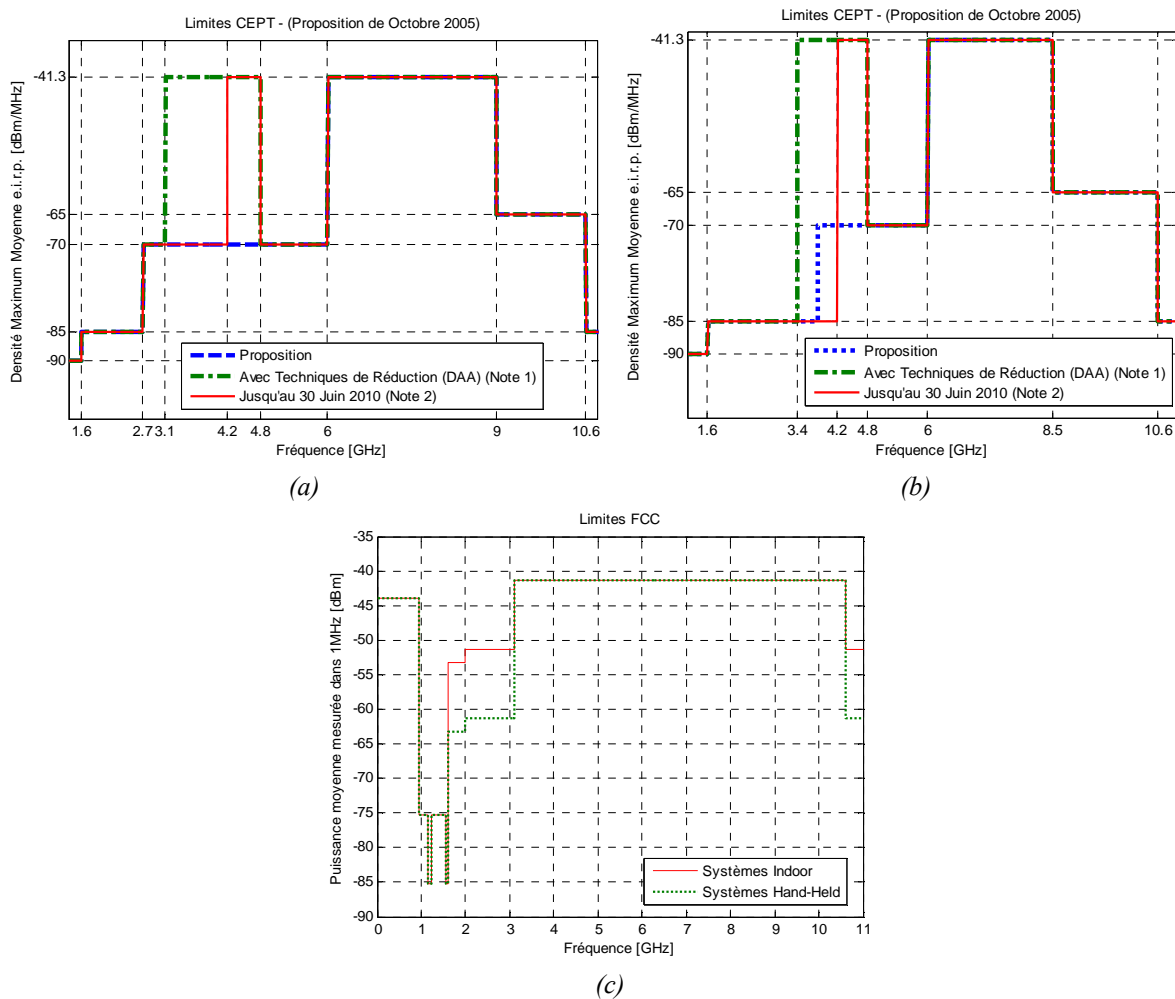 Limites CEPT - (Proposition de Octobre 2005)
Densité Maximum Moyenne e.i.r.p. [dBm/MHz]
-41.3
-65
-70
-85
-90
Proposition
Avec Techniques de Réduction (DAA) (Note 1)
Jusqu'au 30 Juin 2010 (Note 2)
1.6 2.7 3.1 4.2 4.8 6 9 10.6
Fréquence [GHz]
(a)
Limites CEPT - (Proposition de Octobre 2005)
Densité Maximum Moyenne e.i.r.p. [dBm/MHz]
-41.3
-65
-70
-85
-90
Proposition
Avec Techniques de Réduction (DAA) (Note 1)
Jusqu'au 30 Juin 2010 (Note 2)
1.6 3.4 4.2 4.8 6 8.5 10.6
Fréquence [GHz]
(b)
Limites FCC
Puissance moyenne mesurée dans 1MHz [dBm]
-35
-40
-45
-50
-55
-60
-65
-70
-75
-80
-85
-90
Systèmes Indoor
Systèmes Hand-Held
0 1 2 3 4 5 6 7 8 9 10 11
Fréquence [GHz]
(c)